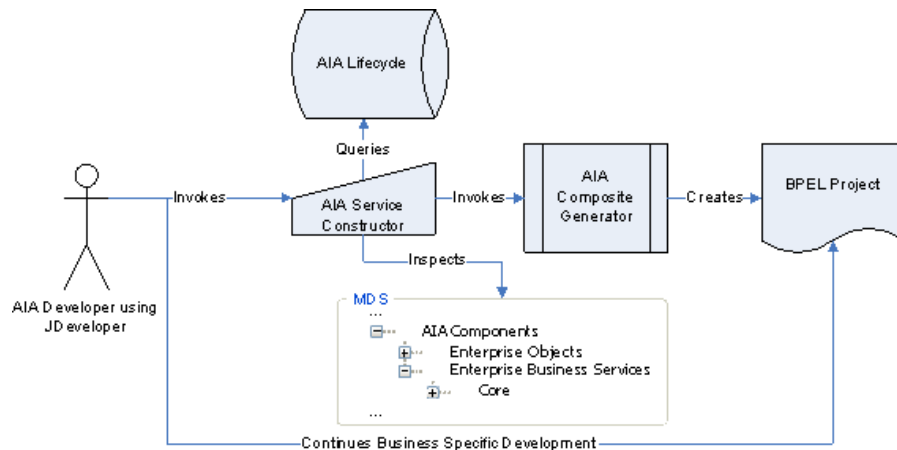 AIA Lifecycle
Queries
Invokes
AIA Service
Constructor
Invokes
AIA
Composite
Generator
Creates
BPEL Project
Inspects
AIA Developer using
JDeveloper
MDS
...
AIA Components
Enterprise Objects
Enterprise Business Services
Core
...
Continues Business Specific Development